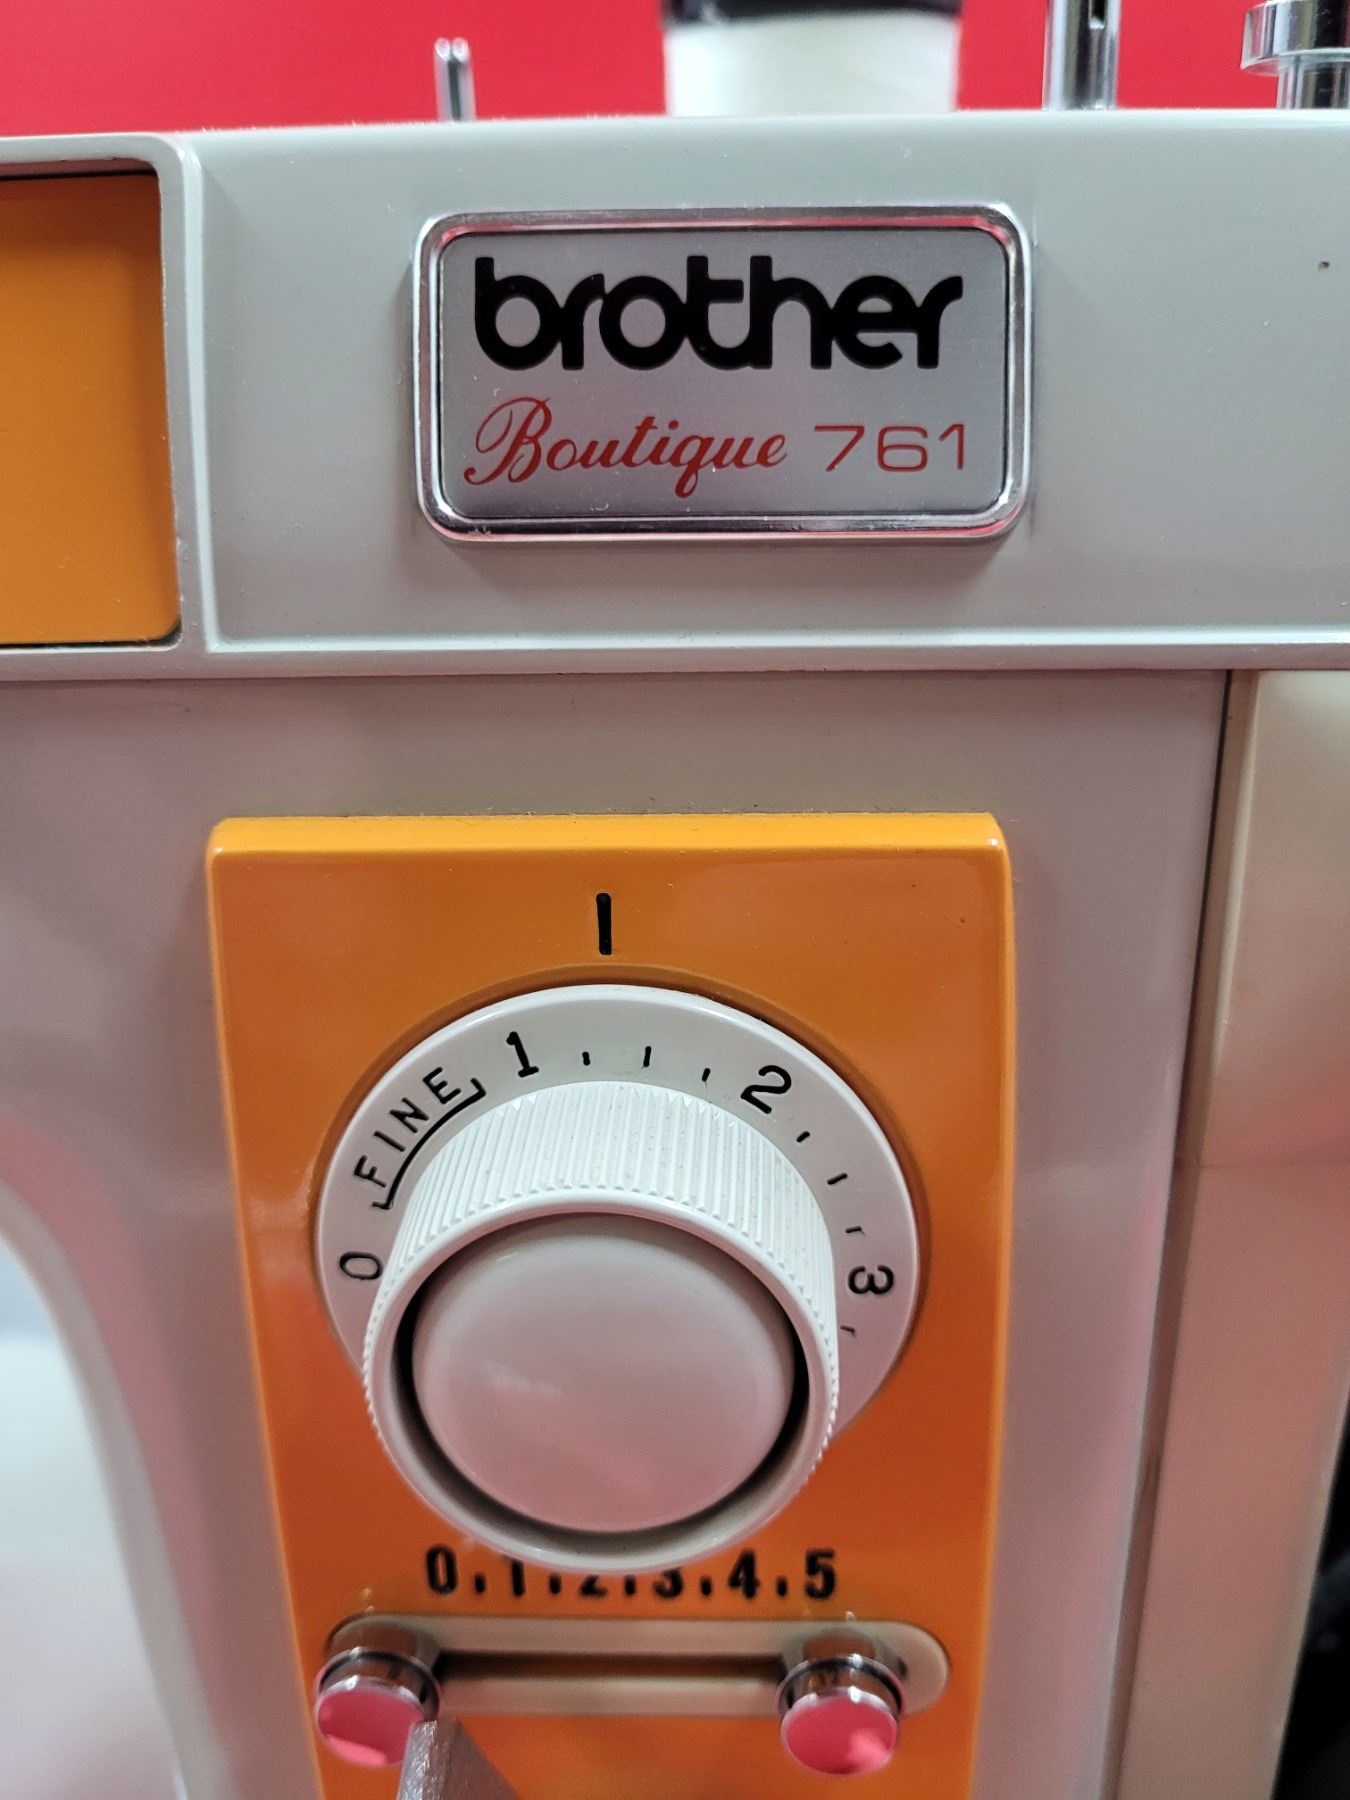 brother
Boutique 761
0 FINE 1 2 3
0.1.2.3.4.5